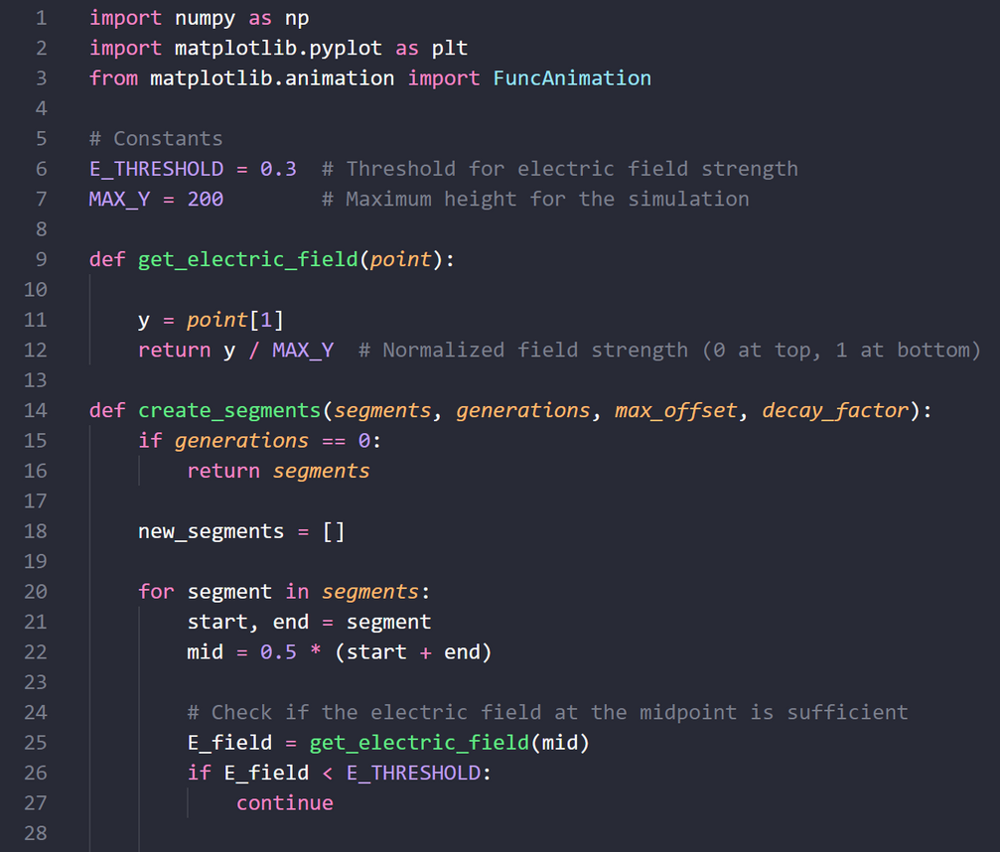 1 import numpy as np
2 import matplotlib.pyplot as plt
3 from matplotlib.animation import FuncAnimation
4
5 # Constants
6 E_THRESHOLD = 0.3  # Threshold for electric field strength
7 MAX_Y = 200        # Maximum height for the simulation
8
9 def get_electric_field(point):
10
11     y = point[1]
12     return y / MAX_Y  # Normalized field strength (0 at top, 1 at bottom)
13
14 def create_segments(segments, generations, max_offset, decay_factor):
15     if generations == 0:
16         return segments
17
18     new_segments = []
19
20     for segment in segments:
21         start, end = segment
22         mid = 0.5 * (start + end)
23
24         # Check if the electric field at the midpoint is sufficient
25         E_field = get_electric_field(mid)
26         if E_field < E_THRESHOLD:
27             continue
28